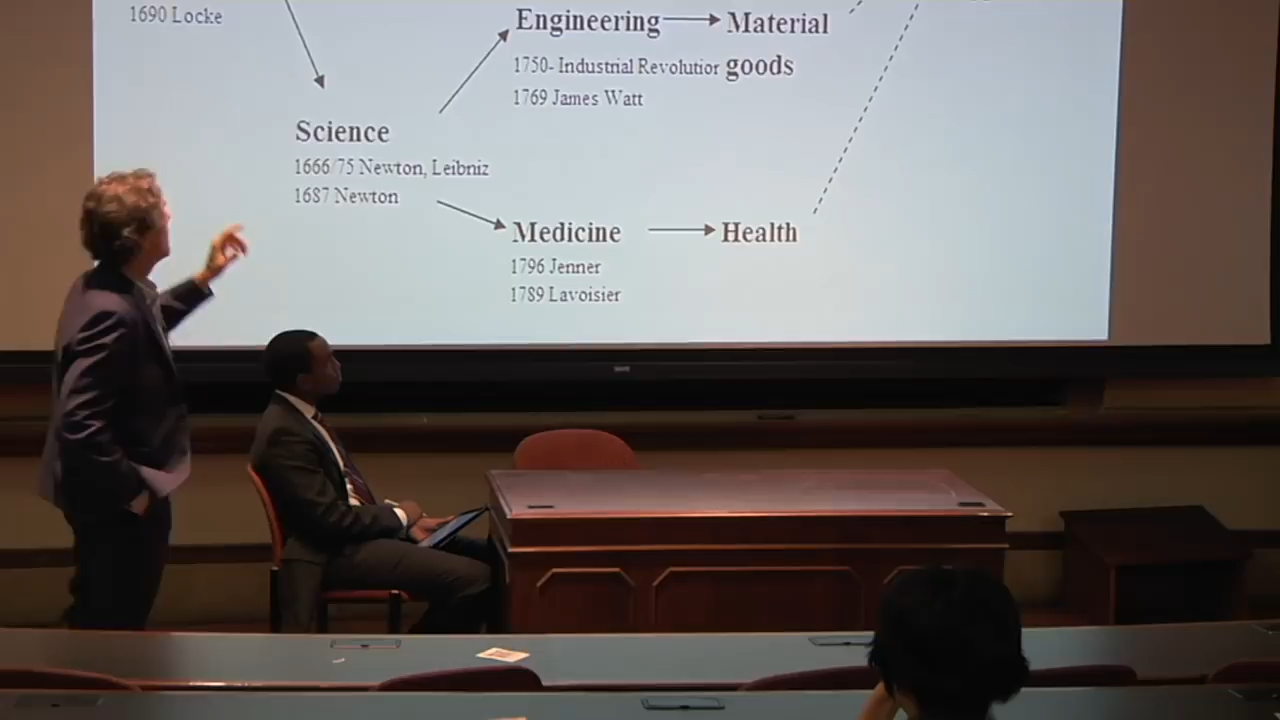 1690 Locke
Engineering
Material
1750- Industrial Revolution
goods
1769 James Watt
Science
1666/75 Newton, Leibniz
1687 Newton
Medicine
Health
1796 Jenner
1789 Lavoisier